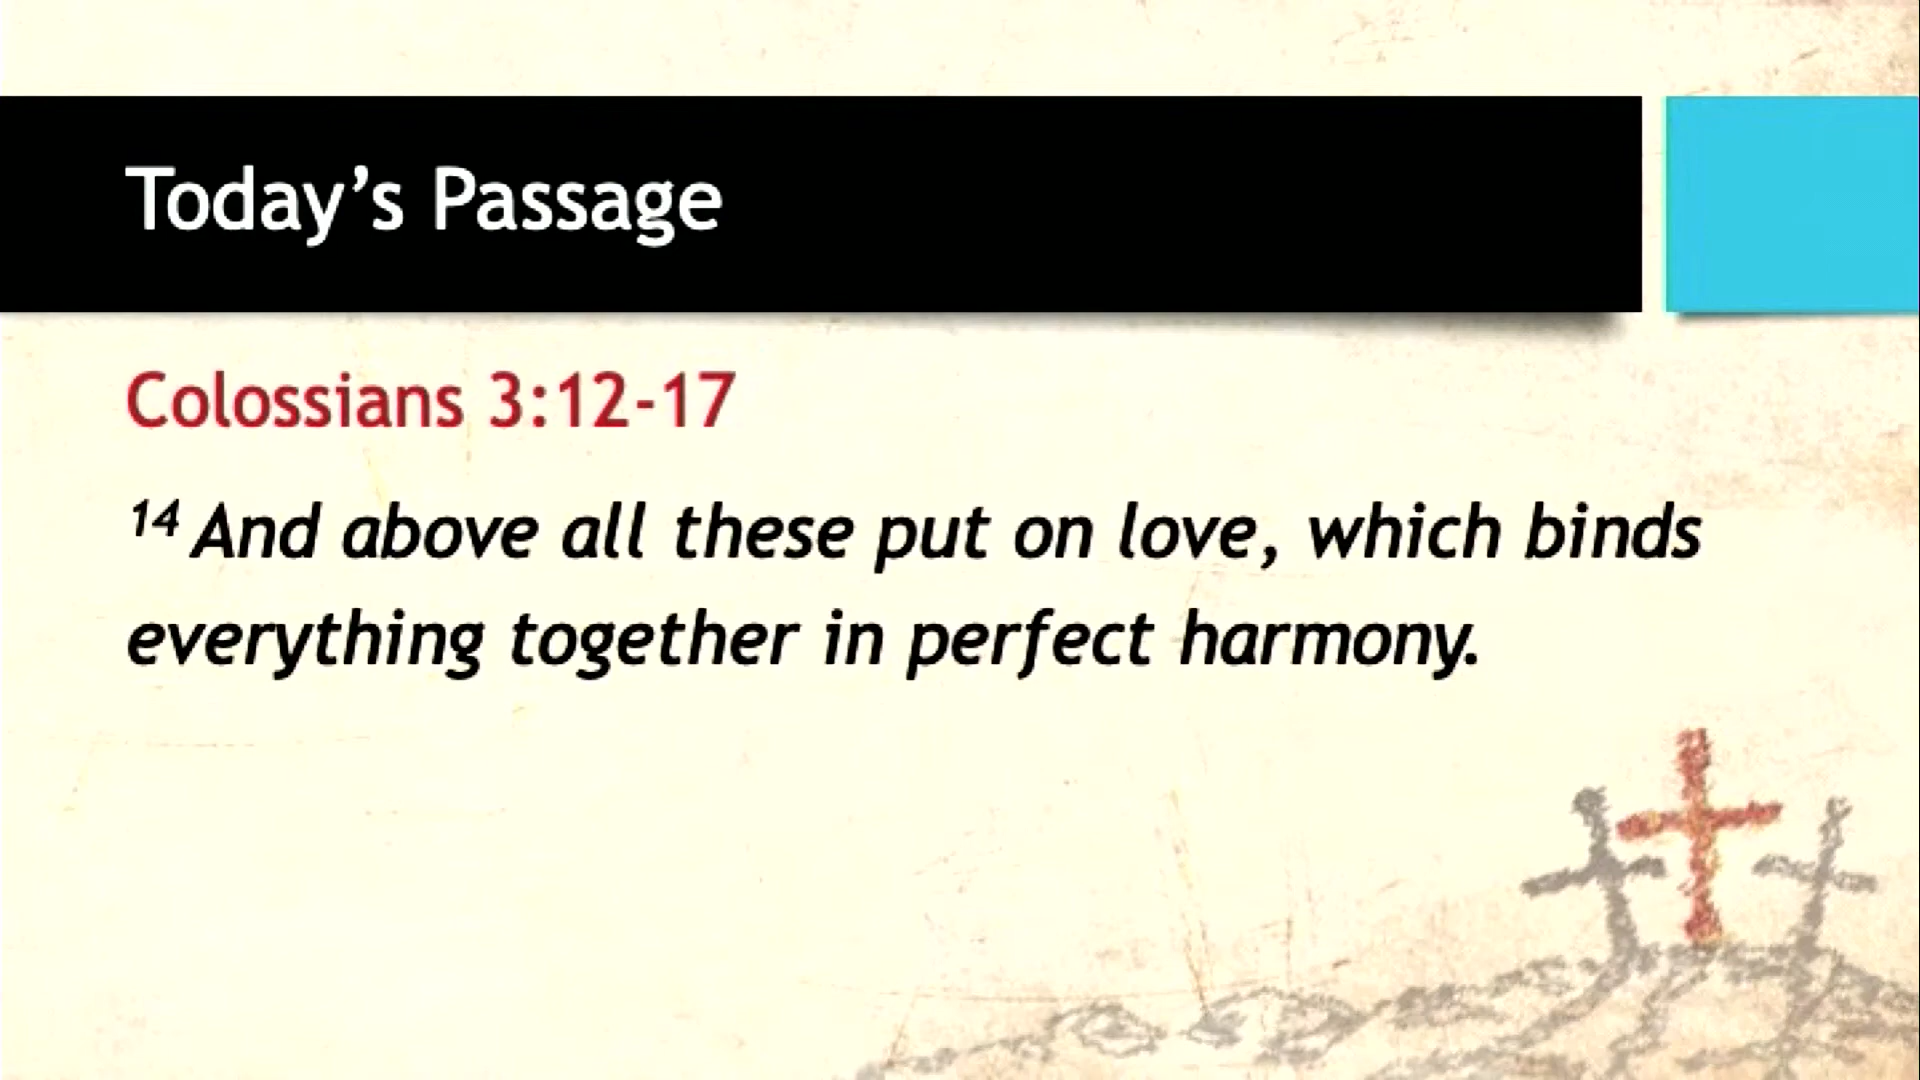 Today’s Passage
Colossians 3:12-17
¹⁴ And above all these put on love, which binds
everything together in perfect harmony.